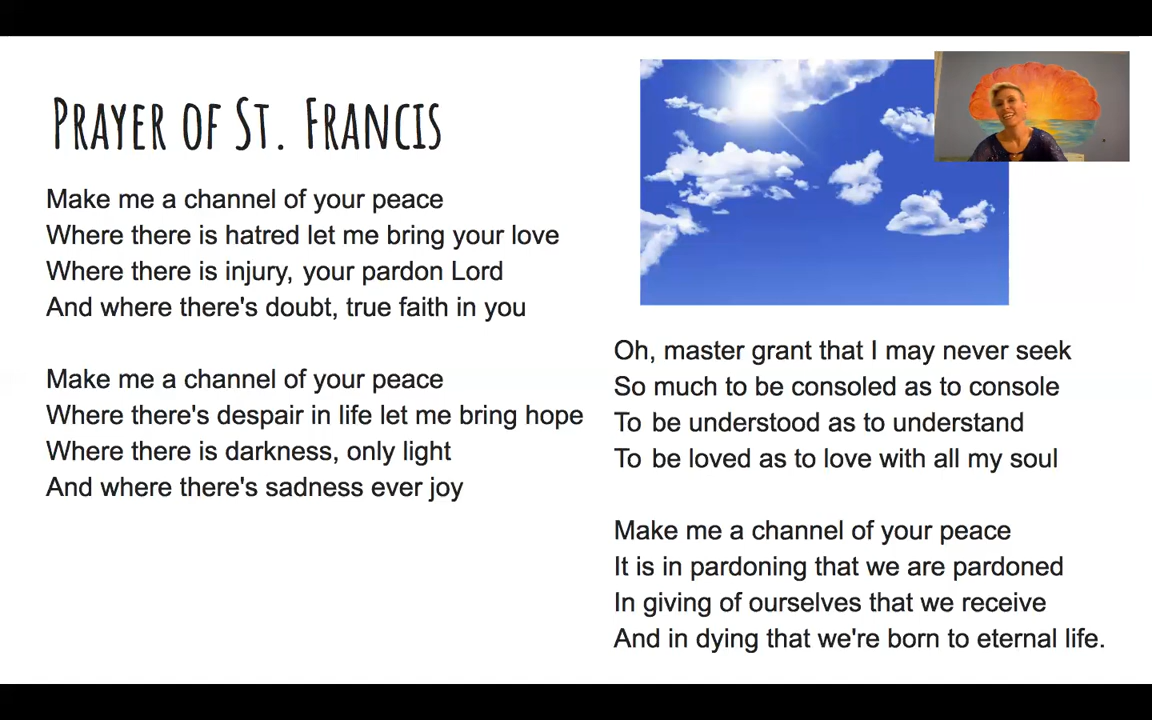 Prayer of St. Francis
Make me a channel of your peace
Where there is hatred let me bring your love
Where there is injury, your pardon Lord
And where there's doubt, true faith in you
Make me a channel of your peace
Where there's despair in life let me bring hope
Where there is darkness, only light
And where there's sadness ever joy
Oh, master grant that I may never seek
So much to be consoled as to console
To be understood as to understand
To be loved as to love with all my soul
Make me a channel of your peace
It is in pardoning that we are pardoned
In giving of ourselves that we receive
And in dying that we're born to eternal life.